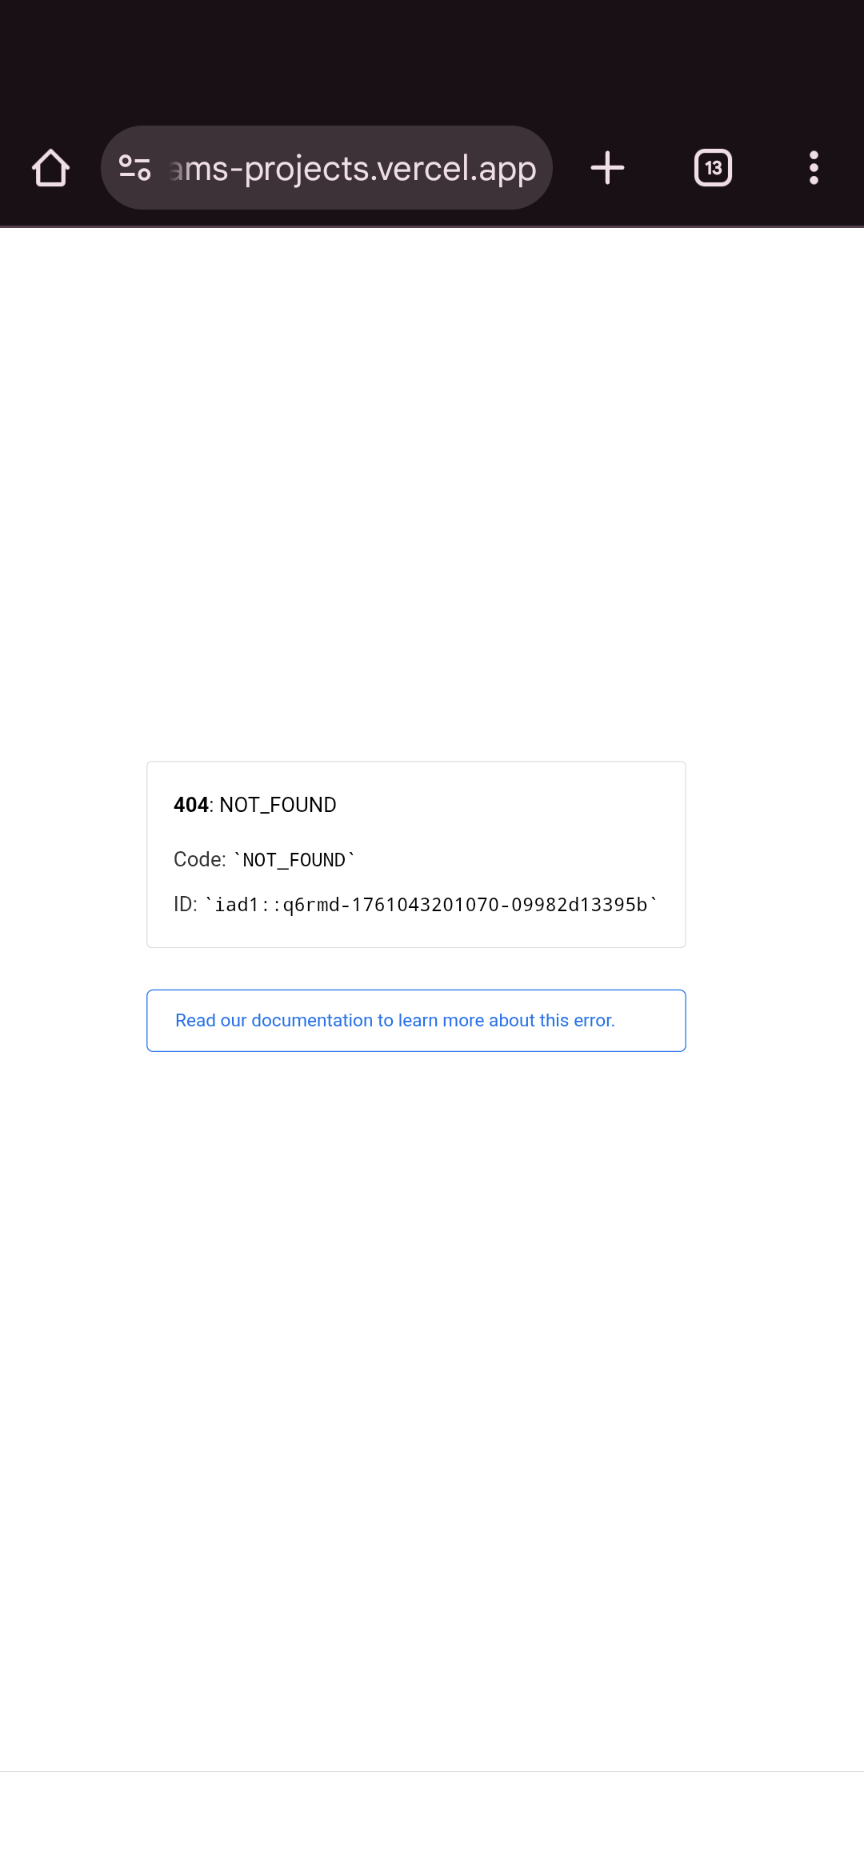 ams-projects.vercel.app
13
404: NOT_FOUND
Code: `NOT_FOUND`
ID: `iad1::q6rmd-1761043201070-09982d13395b`
Read our documentation to learn more about this error.